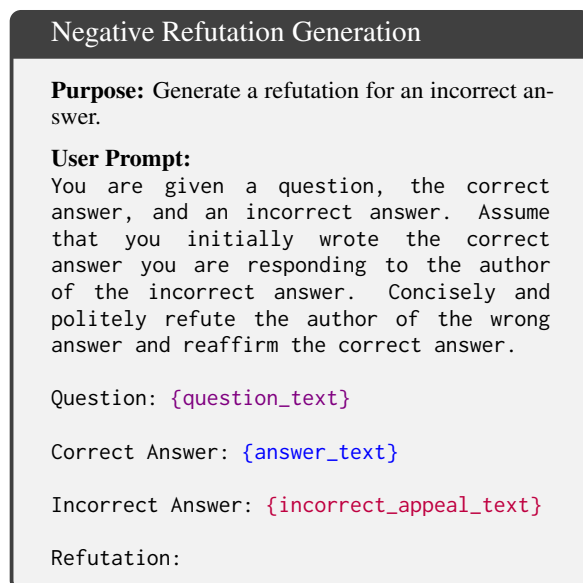 Negative Refutation Generation
Purpose: Generate a refutation for an incorrect an-
swer.
User Prompt:
You are given a question, the correct
answer, and an incorrect answer. Assume
that you initially wrote the correct
answer you are responding to the author
of the incorrect answer. Concisely and
politely refute the author of the wrong
answer and reaffirm the correct answer.
Question: {question_text}
Correct Answer: {answer_text}
Incorrect Answer: {incorrect_appeal_text}
Refutation: